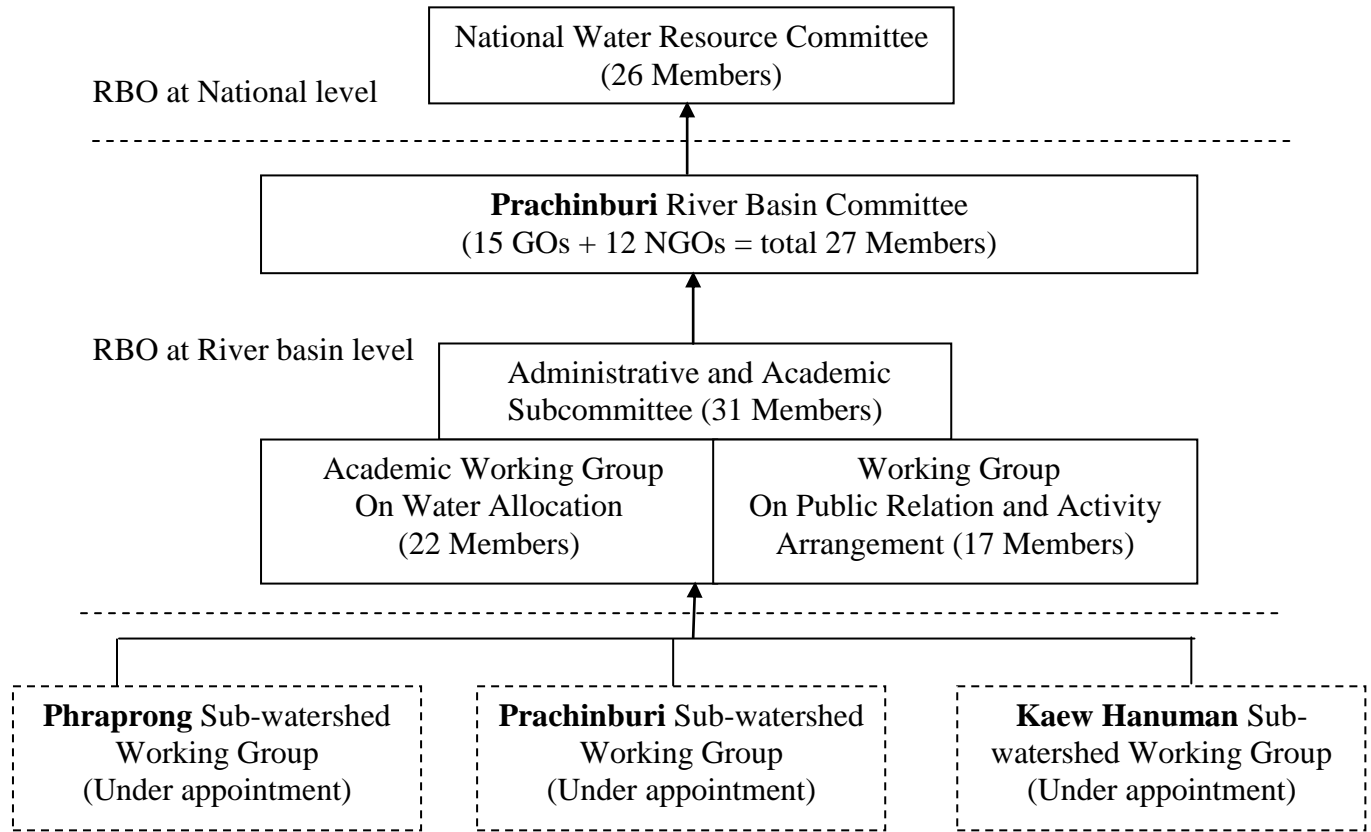 National Water Resource Committee
(26 Members)
RBO at National level
Prachinburi River Basin Committee
(15 GOs + 12 NGOs = total 27 Members)
RBO at River basin level
Administrative and Academic
Subcommittee (31 Members)
Academic Working Group
On Water Allocation
(22 Members)
Working Group
On Public Relation and Activity
Arrangement (17 Members)
Phraprong Sub-watershed
Working Group
(Under appointment)
Prachinburi Sub-watershed
Working Group
(Under appointment)
Kaew Hanuman Sub-
watershed Working Group
(Under appointment)